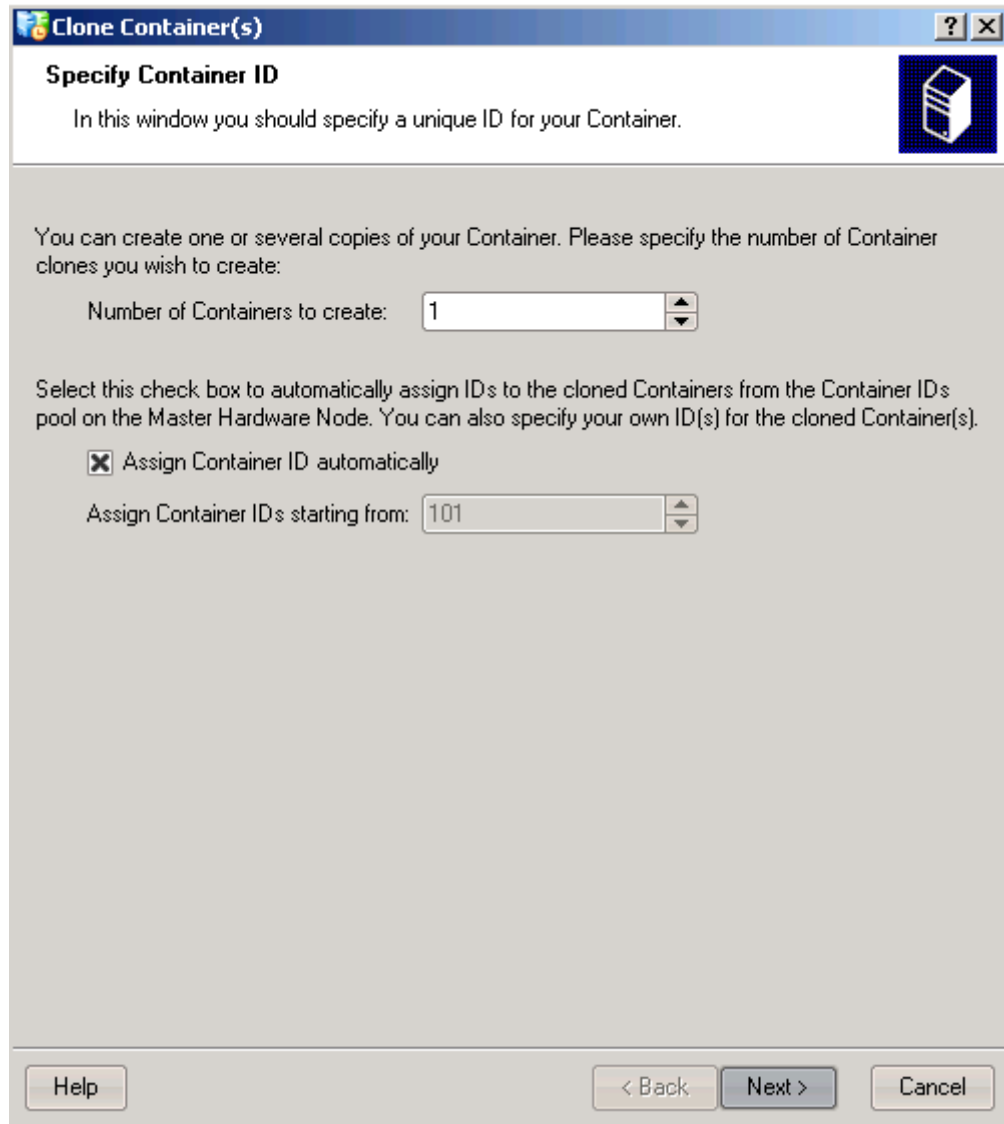 Clone Container(s)
Specify Container ID
In this window you should specify a unique ID for your Container.
You can create one or several copies of your Container. Please specify the number of Container
clones you wish to create:
Number of Containers to create: 1
Select this check box to automatically assign IDs to the cloned Containers from the Container IDs
pool on the Master Hardware Node. You can also specify your own ID(s) for the cloned Container(s).
Assign Container ID automatically
Assign Container IDs starting from: 101
Help < Back Next > Cancel